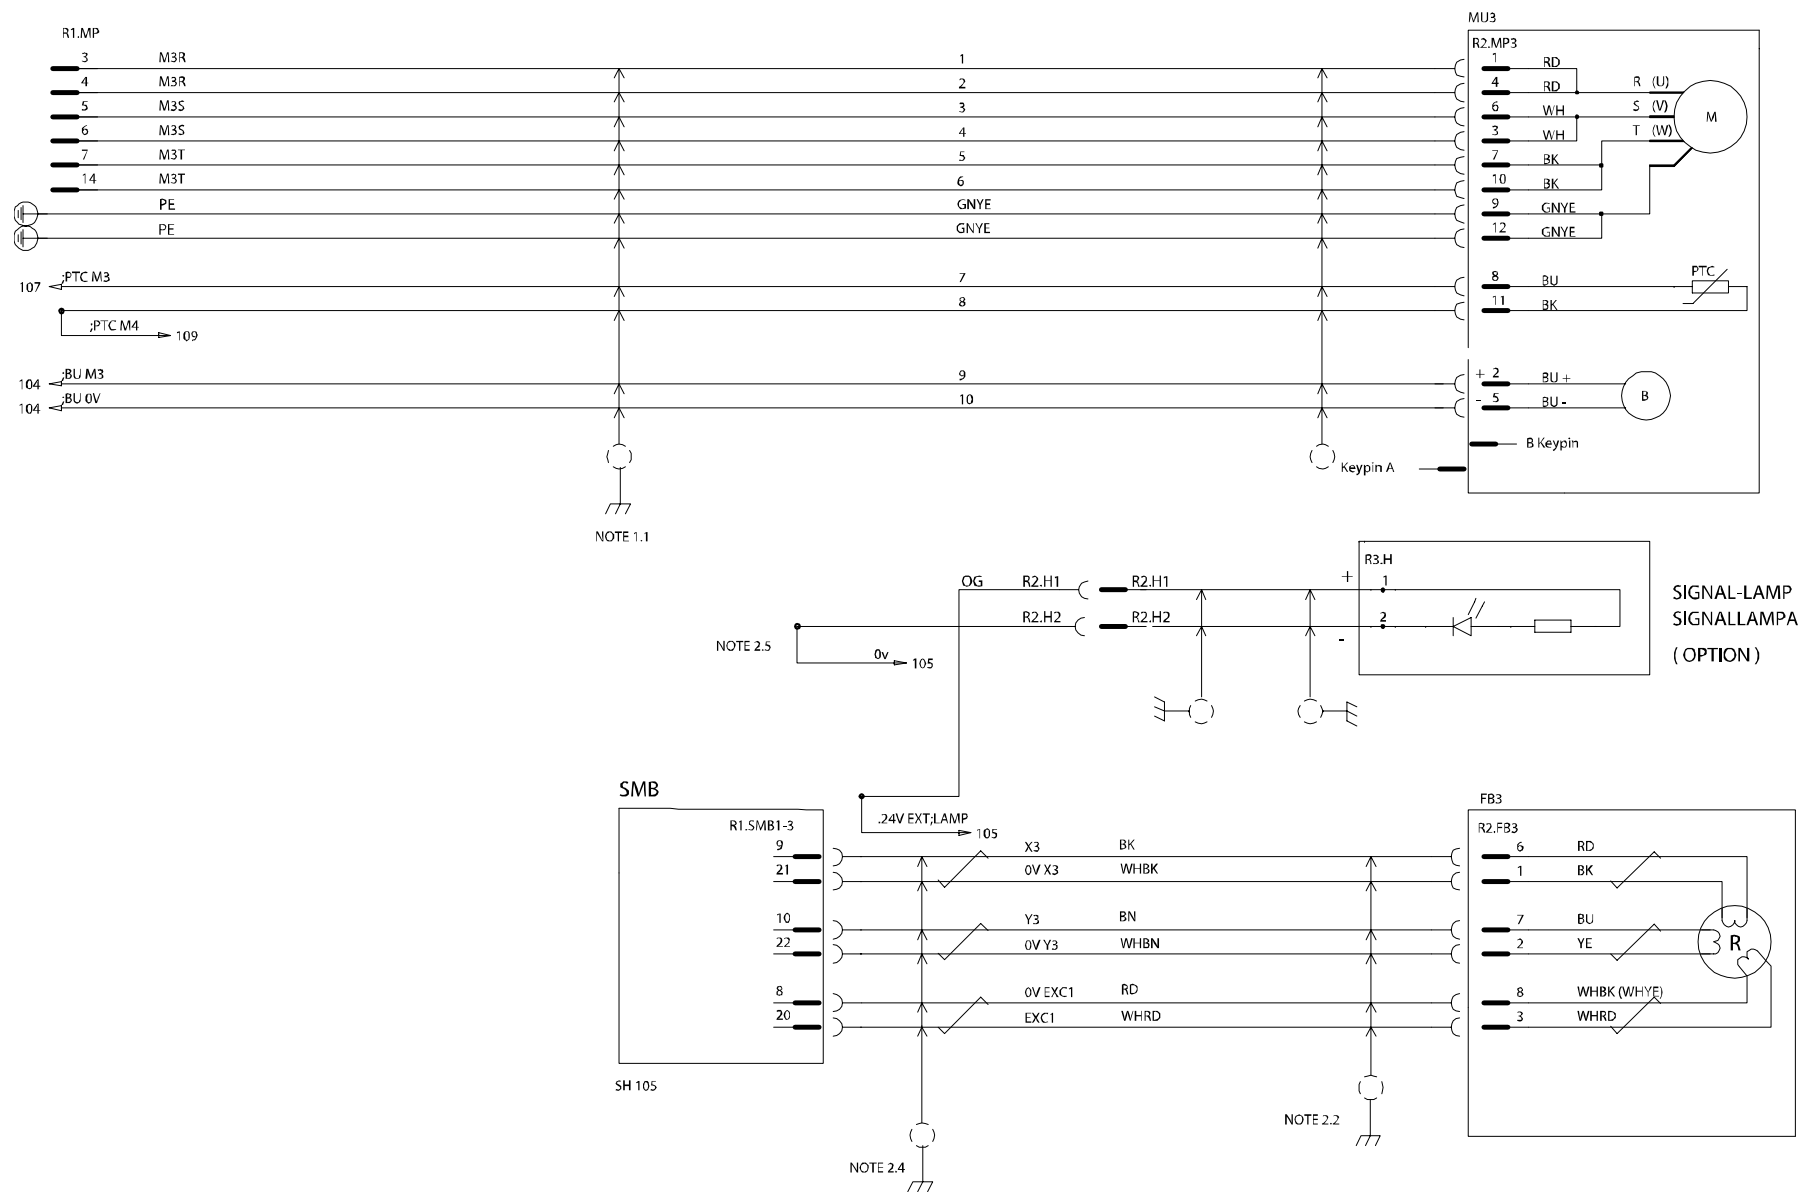 MU3
R1.MP
R2.MP3
3 M3R 1 1 RD
4 M3R 2 4 RD R (U)
5 M3S 3 6 WH S (V) M
6 M3S 4 3 WH T (W)
7 M3T 5 7 BK
14 M3T 6 10 BK
PE GNYE 9 GNYE
PE GNYE 12 GNYE
107 ;PTC M3 7 8 BU PTC
8 11 BK
;PTC M4 109
104 ;BU M3 9 + 2 BU +
104 ;BU 0V 10 - 5 BU - B
B Keypin
Keypin A
NOTE 1.1
R3.H
OG R2.H1 R2.H1 + 1
R2.H2 R2.H2 - 2
SIGNAL-LAMP
SIGNALLAMPA
( OPTION )
NOTE 2.5
0v 105
SMB
FB3
.24V EXT;LAMP 105
R1.SMB1-3
R2.FB3
9 X3 BK 6 RD
21 0V X3 WHBK 1 BK
10 Y3 BN 7 BU
22 0V Y3 WHBN 2 YE R
8 0V EXC1 RD 8 WHBK (WHYE)
20 EXC1 WHRD 3 WHRD
SH 105
NOTE 2.2
NOTE 2.4